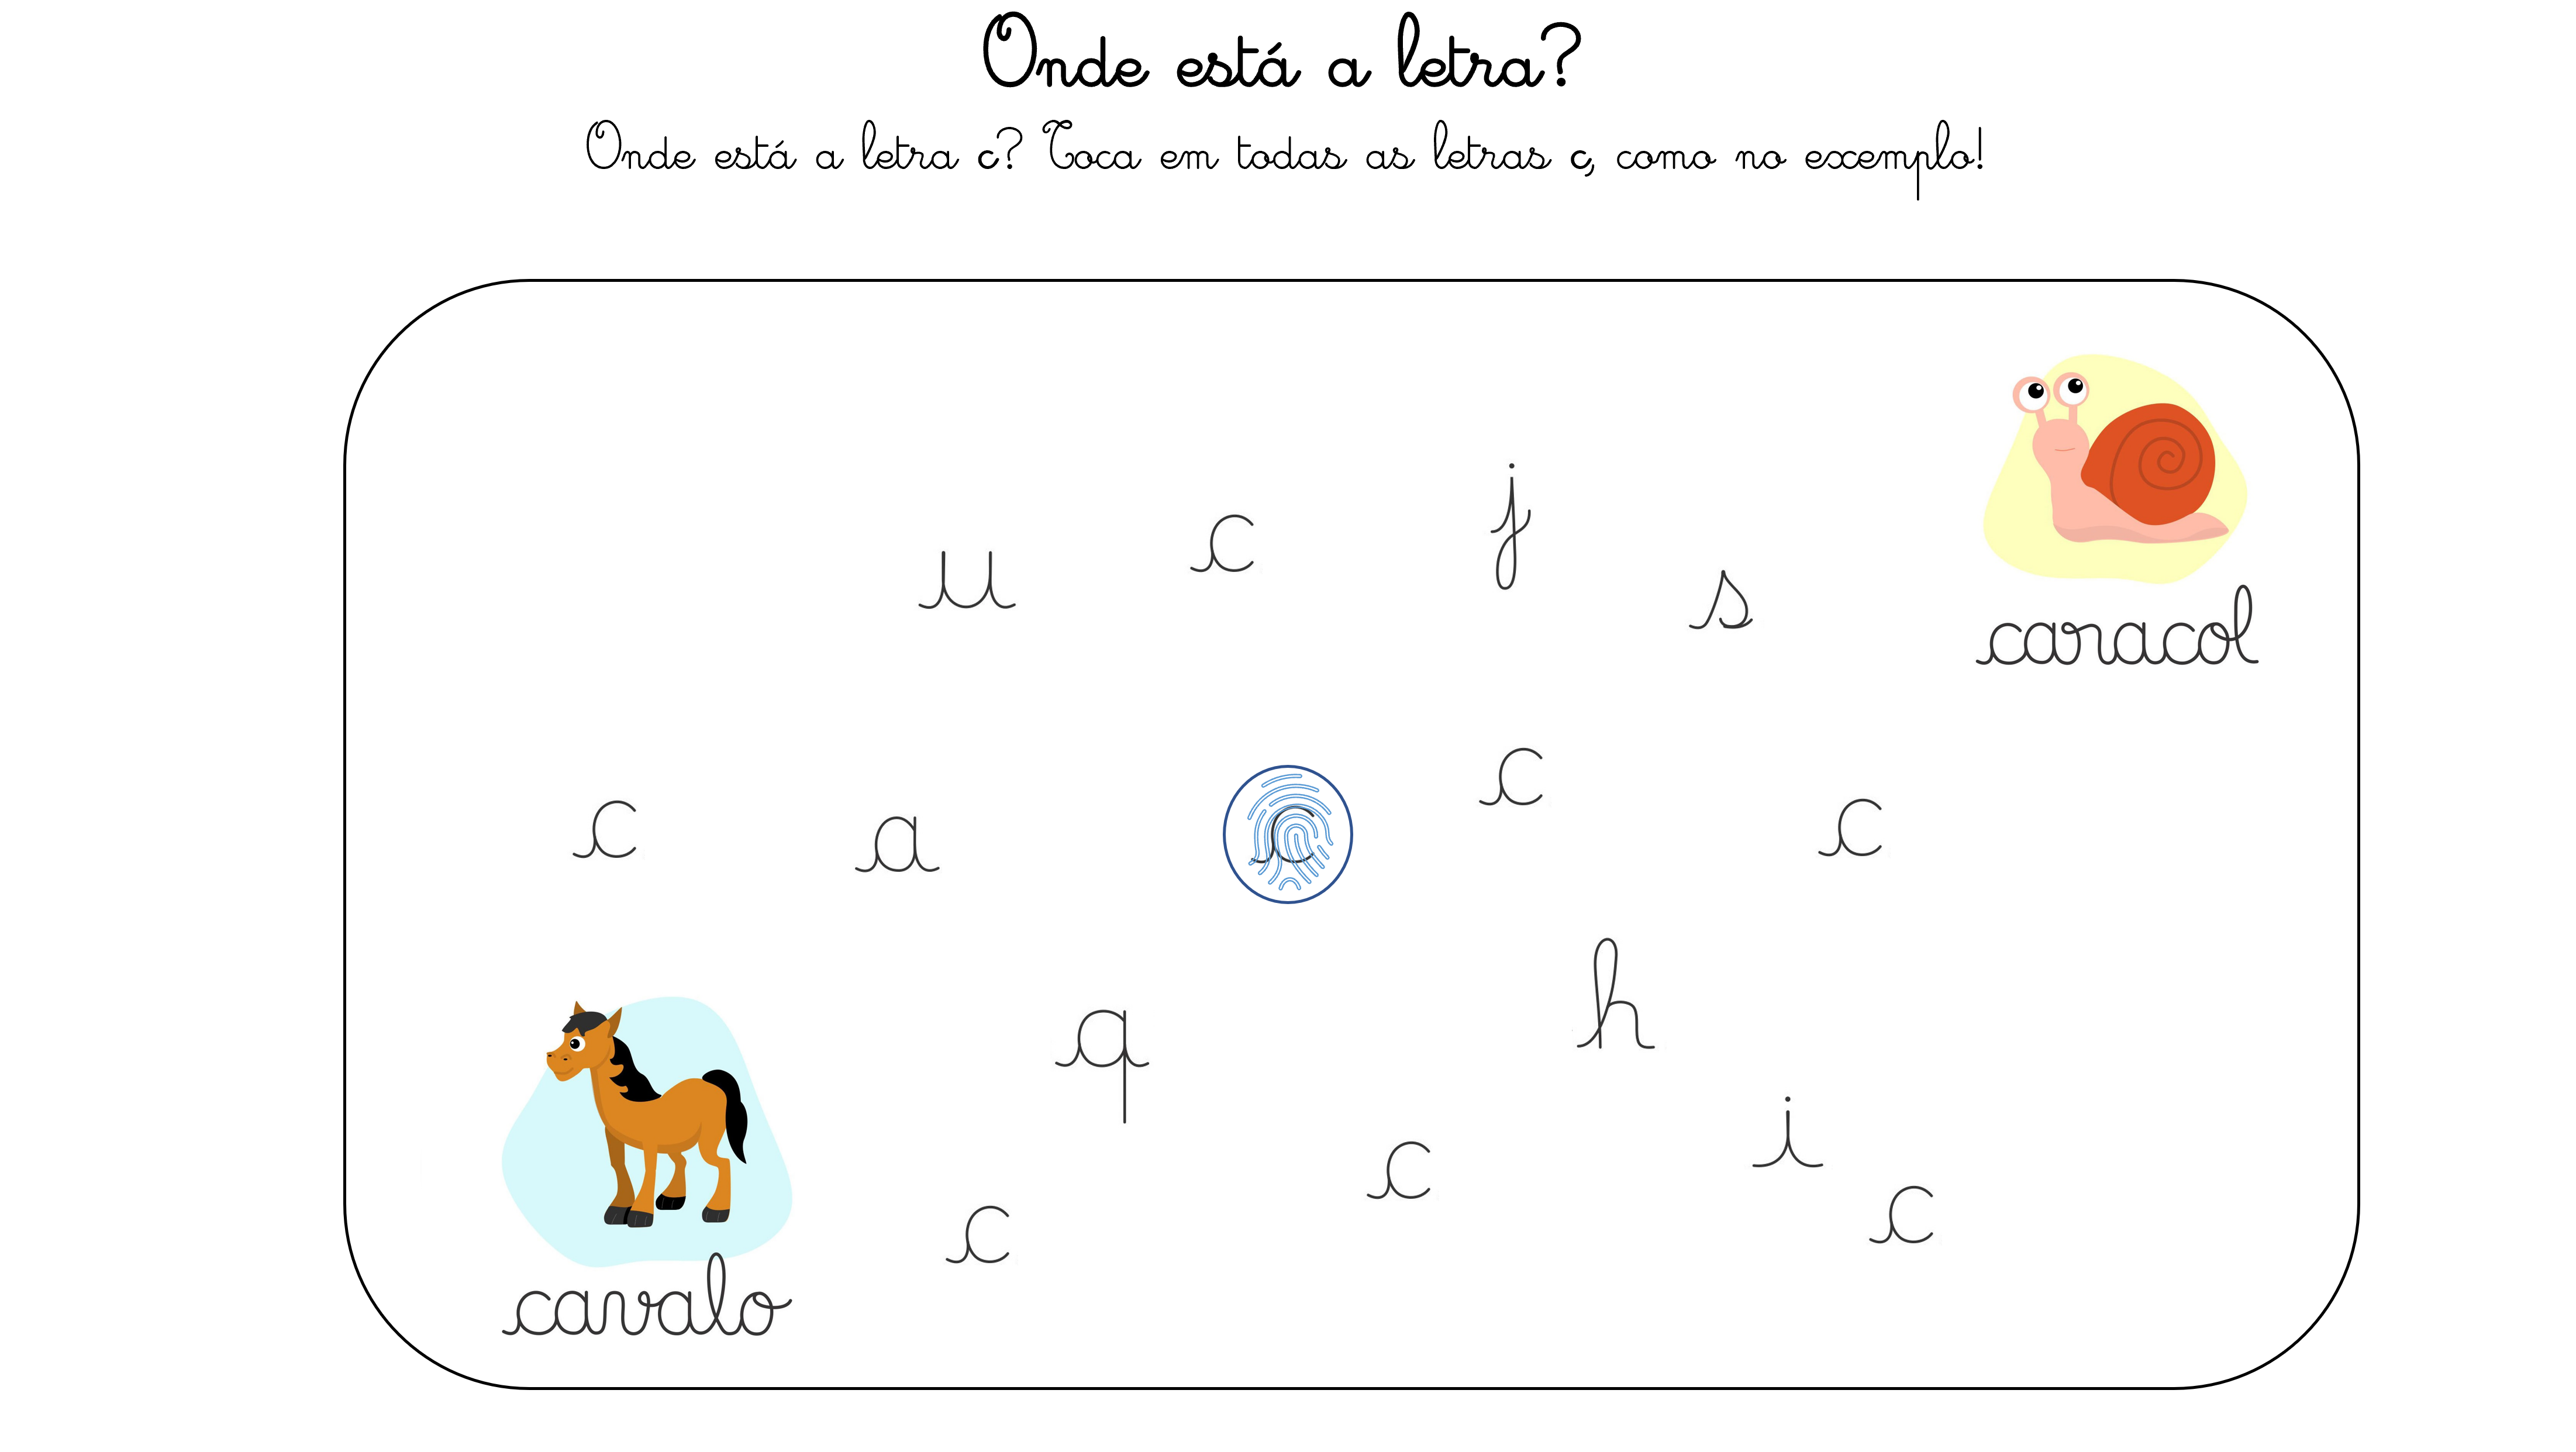 Onde está a letra?
Onde está a letra c? Toca em todas as letras c, como no exemplo!
u c j s
caracol
c a c c c
q h
i
c c c
cavalo